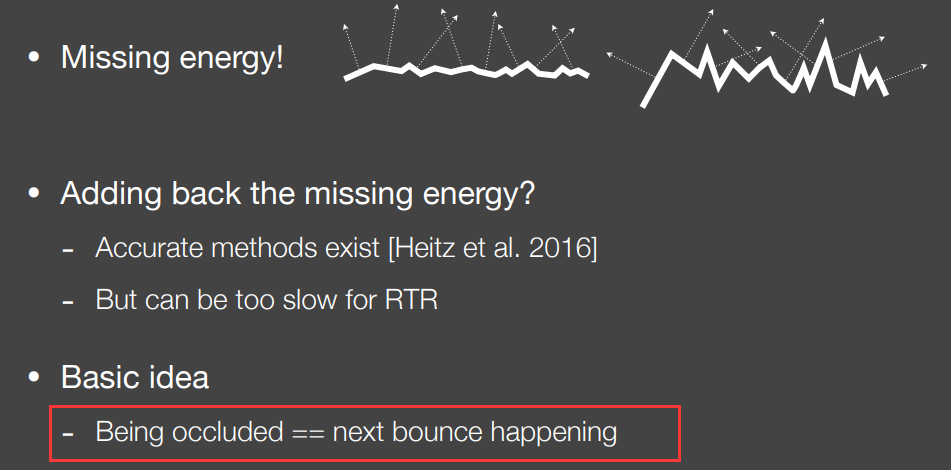 • Missing energy!
• Adding back the missing energy?
- Accurate methods exist [Heitz et al. 2016]
- But can be too slow for RTR
• Basic idea
- Being occluded == next bounce happening